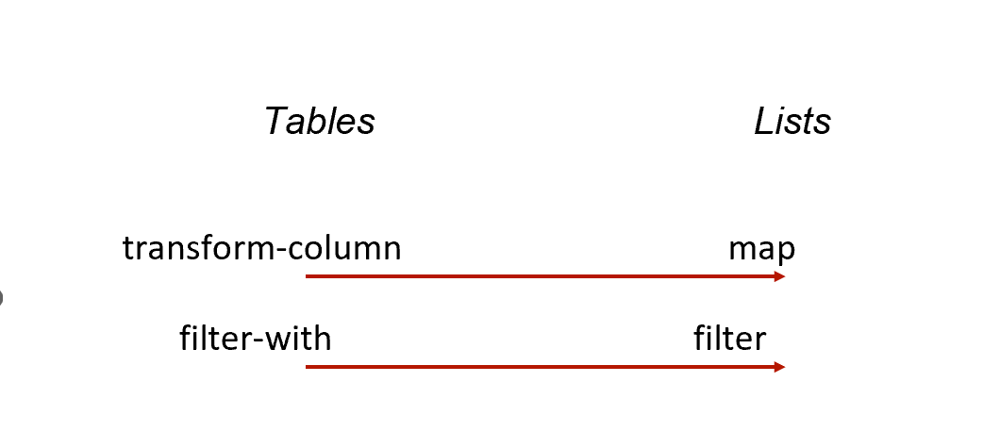 Tables Lists
transform-column map
filter-with filter